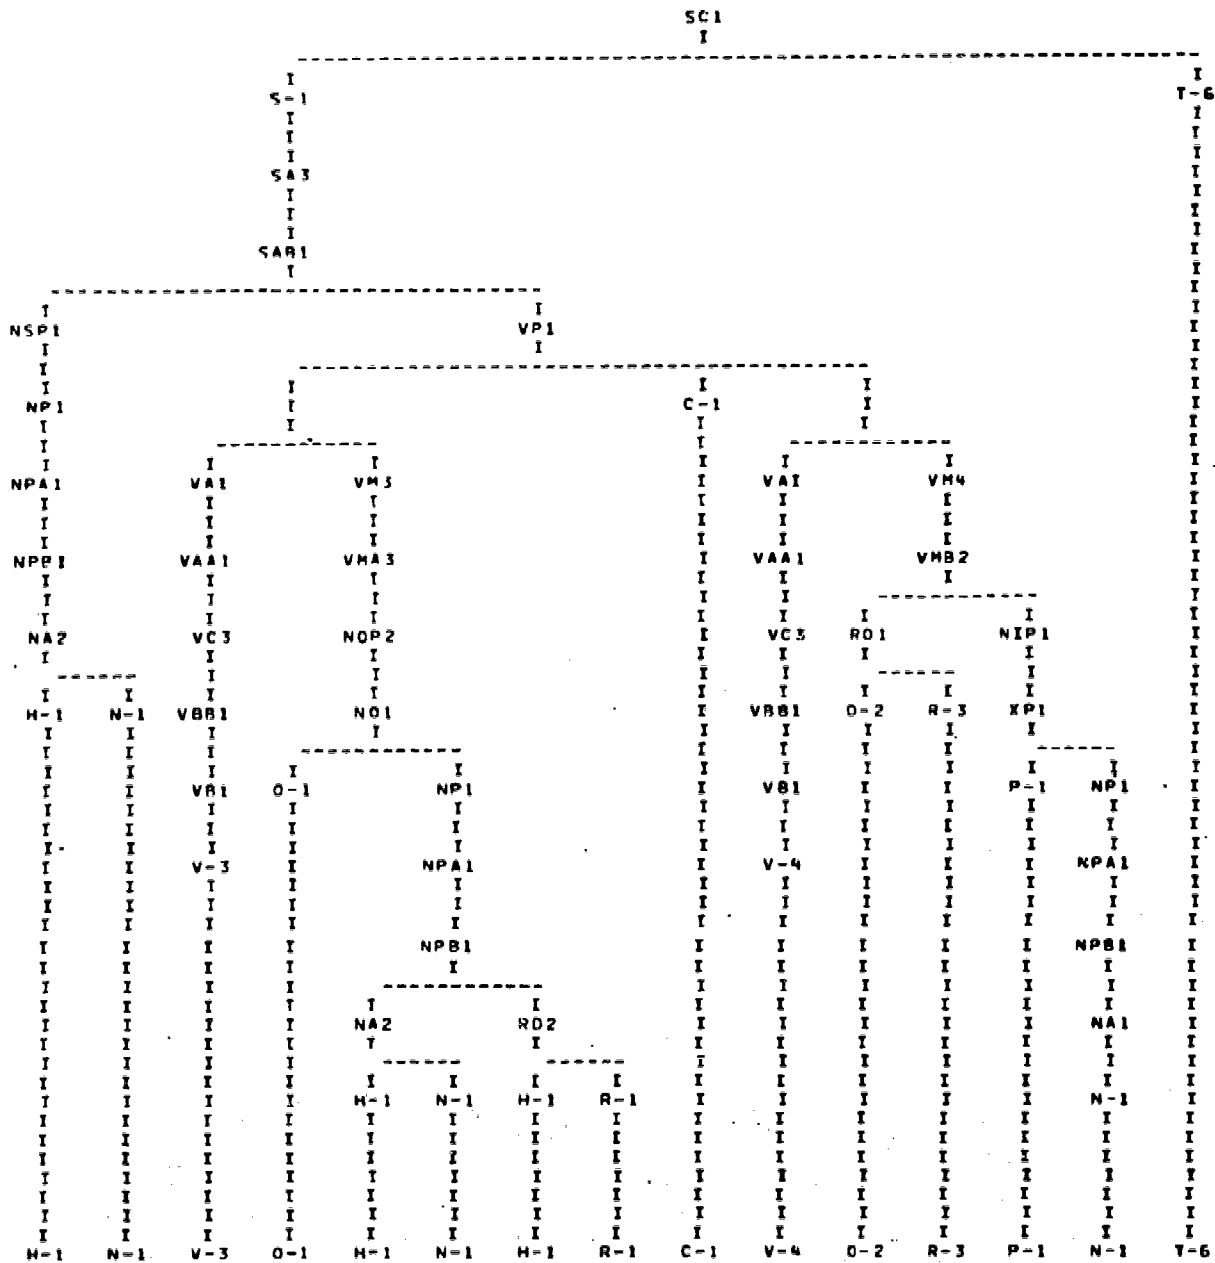 SC1
S-1 T-6
SA3
SAB1
NSP1 VP1
NP1 C-1
NPA1 VA1 VM3 VAI VM4
NPB1 VAA1 VMA3 VAA1 VMB2
NA2 VC3 NOP2 VC3 RO1 NIP1
H-1 N-1 VBB1 NO1 VBB1 O-2 R-3 XP1
VB1 O-1 NP1 VB1 P-1 NP1
V-3 NPA1 V-4 NPA1
NPB1 NPB1
NA2 RO2 NA1
H-1 N-1 H-1 R-1 N-1
H-1 N-1 V-3 O-1 H-1 N-1 H-1 R-1 C-1 V-4 O-2 R-3 P-1 N-1 T-6